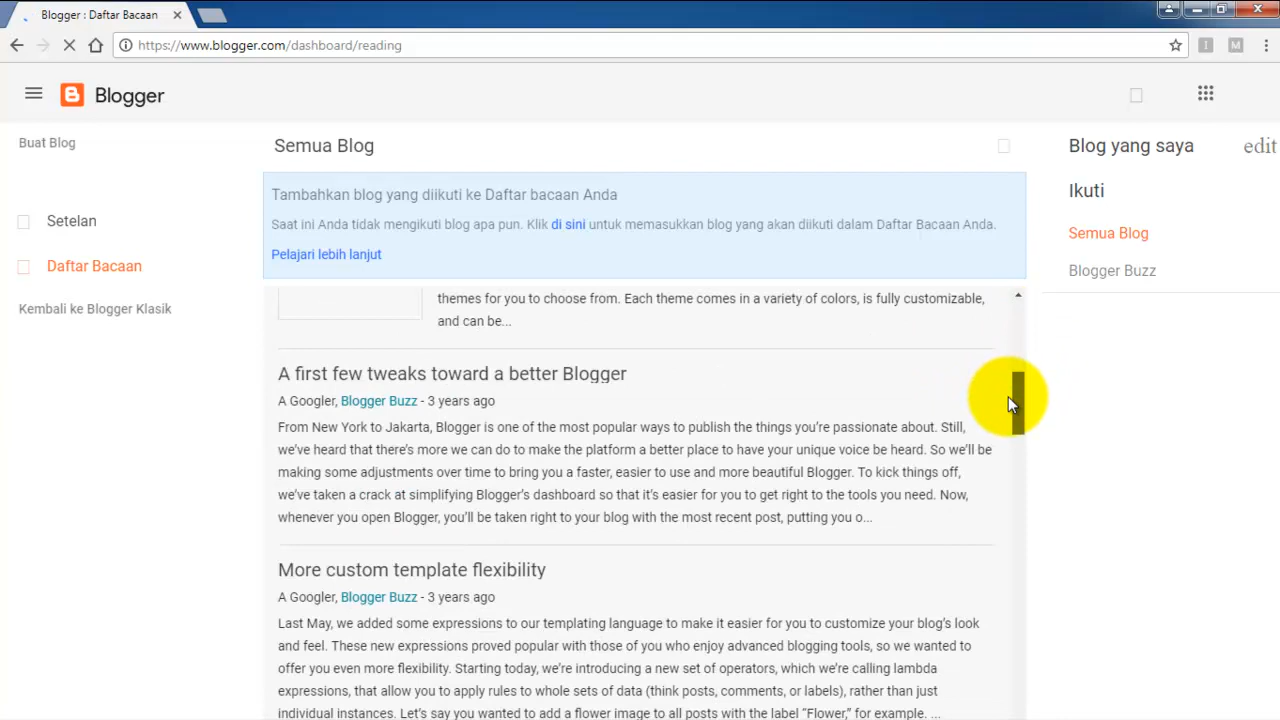 Blogger : Daftar Bacaan
https://www.blogger.com/dashboard/reading
I
M
Blogger
Buat Blog
Setelan
Daftar Bacaan
Kembali ke Blogger Klasik
Semua Blog
Tambahkan blog yang diikuti ke Daftar bacaan Anda
Saat ini Anda tidak mengikuti blog apa pun. Klik di sini untuk memasukkan blog yang akan diikuti dalam Daftar Bacaan Anda.
Pelajari lebih lanjut
themes for you to choose from. Each theme comes in a variety of colors, is fully customizable,
and can be...
A first few tweaks toward a better Blogger
A Googler, Blogger Buzz - 3 years ago
From New York to Jakarta, Blogger is one of the most popular ways to publish the things you’re passionate about. Still,
we’ve heard that there’s more we can do to make the platform a better place to have your unique voice be heard. So we’ll be
making some adjustments over time to bring you a faster, easier to use and more beautiful Blogger. To kick things off,
we’ve taken a crack at simplifying Blogger’s dashboard so that it’s easier for you to get right to the tools you need. Now,
whenever you open Blogger, you’ll be taken right to your blog with the most recent post, putting you o...
More custom template flexibility
A Googler, Blogger Buzz - 3 years ago
Last May, we added some expressions to our templating language to make it easier for you to customize your blog’s look
and feel. These new expressions proved popular with those of you who enjoy advanced blogging tools, so we wanted to
offer you even more flexibility. Starting today, we’re introducing a new set of operators, which we’re calling lambda
expressions, that allow you to apply rules to whole sets of data (think posts, comments, or labels), rather than just
individual instances. Let’s say you wanted to add a flower image to all posts with the label “Flower,” for example. ...
Blog yang saya
edit
Ikuti
Semua Blog
Blogger Buzz